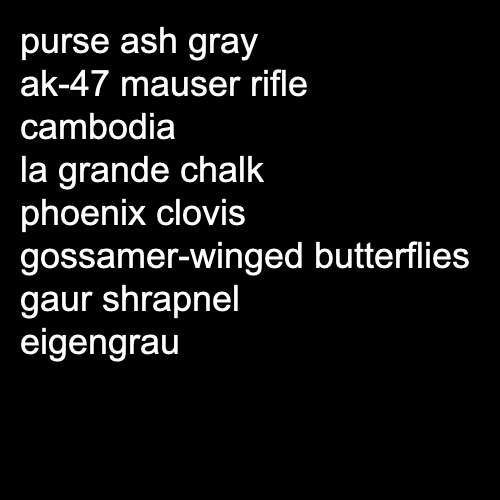 purse ash gray
ak-47 mauser rifle
cambodia
la grande chalk
phoenix clovis
gossamer-winged butterflies
gaur shrapnel
eigengrau